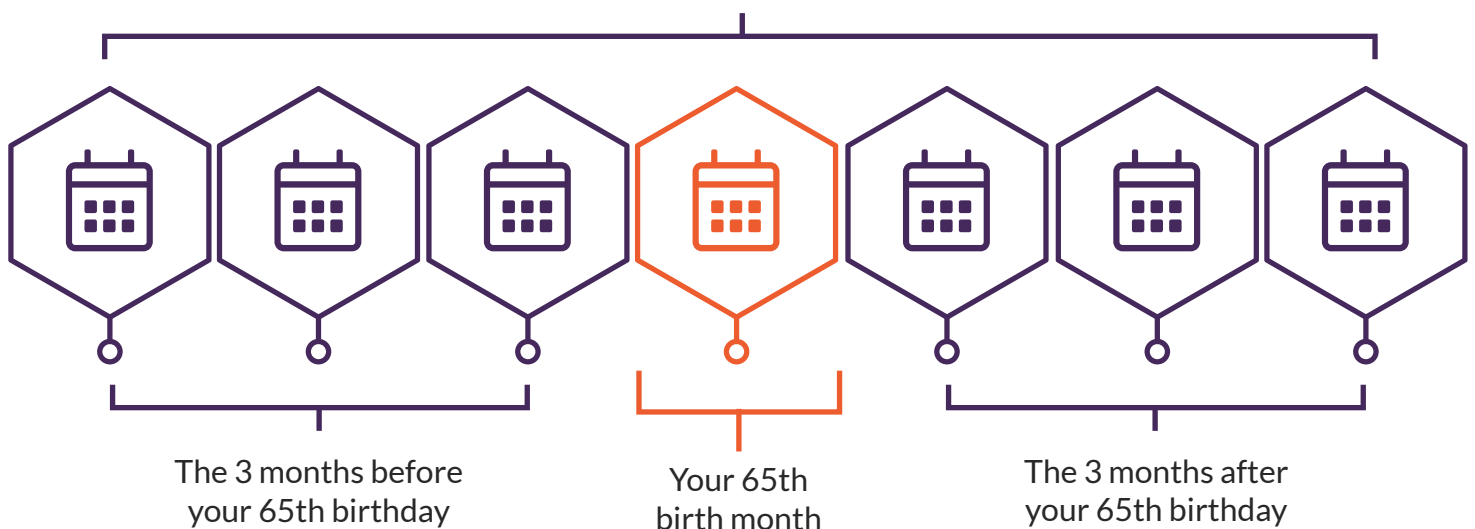 The 3 months before
your 65th birthday
Your 65th
birth month
The 3 months after
your 65th birthday